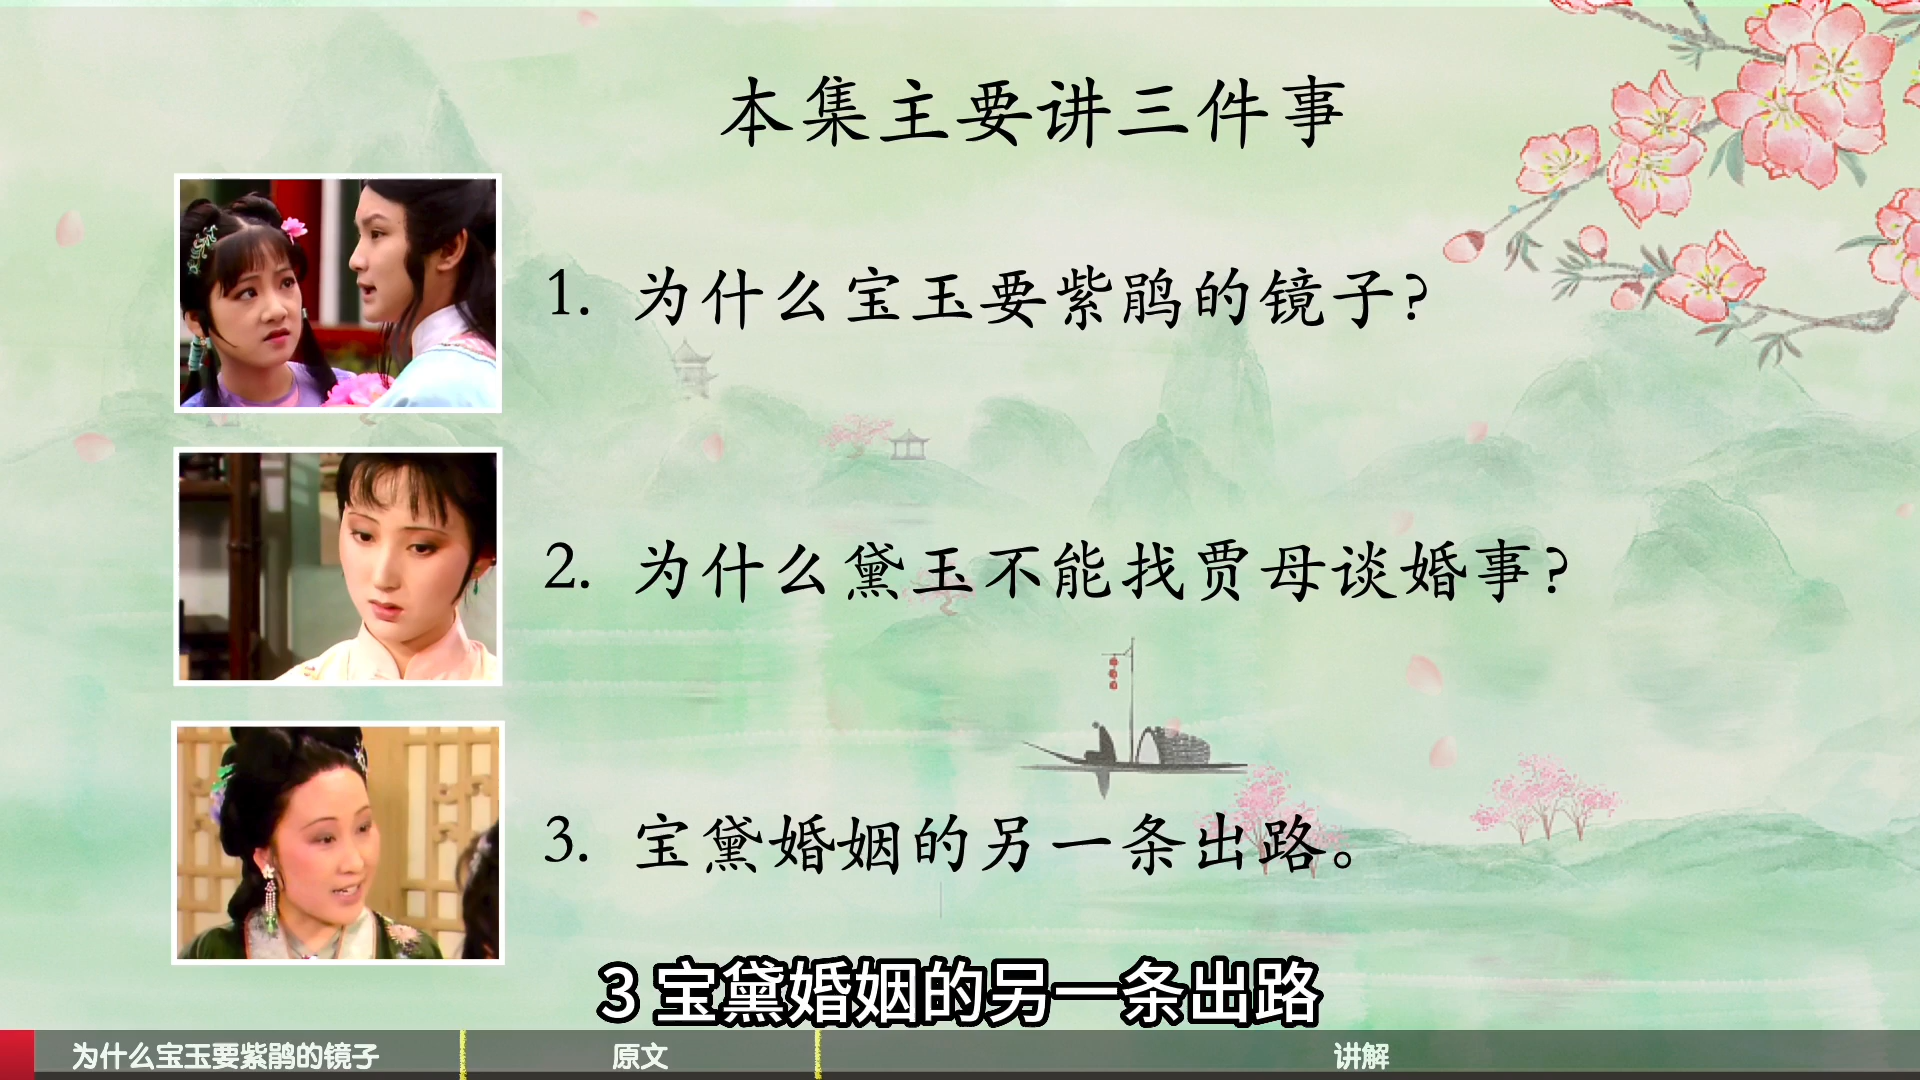 本集主要讲三件事
1. 为什么宝玉要紫鹃的镜子?
2. 为什么黛玉不能找贾母谈婚事?
3. 宝黛婚姻的另一条出路。
3 宝黛婚姻的另一条出路
为什么宝玉要紫鹃的镜子
原文
讲解